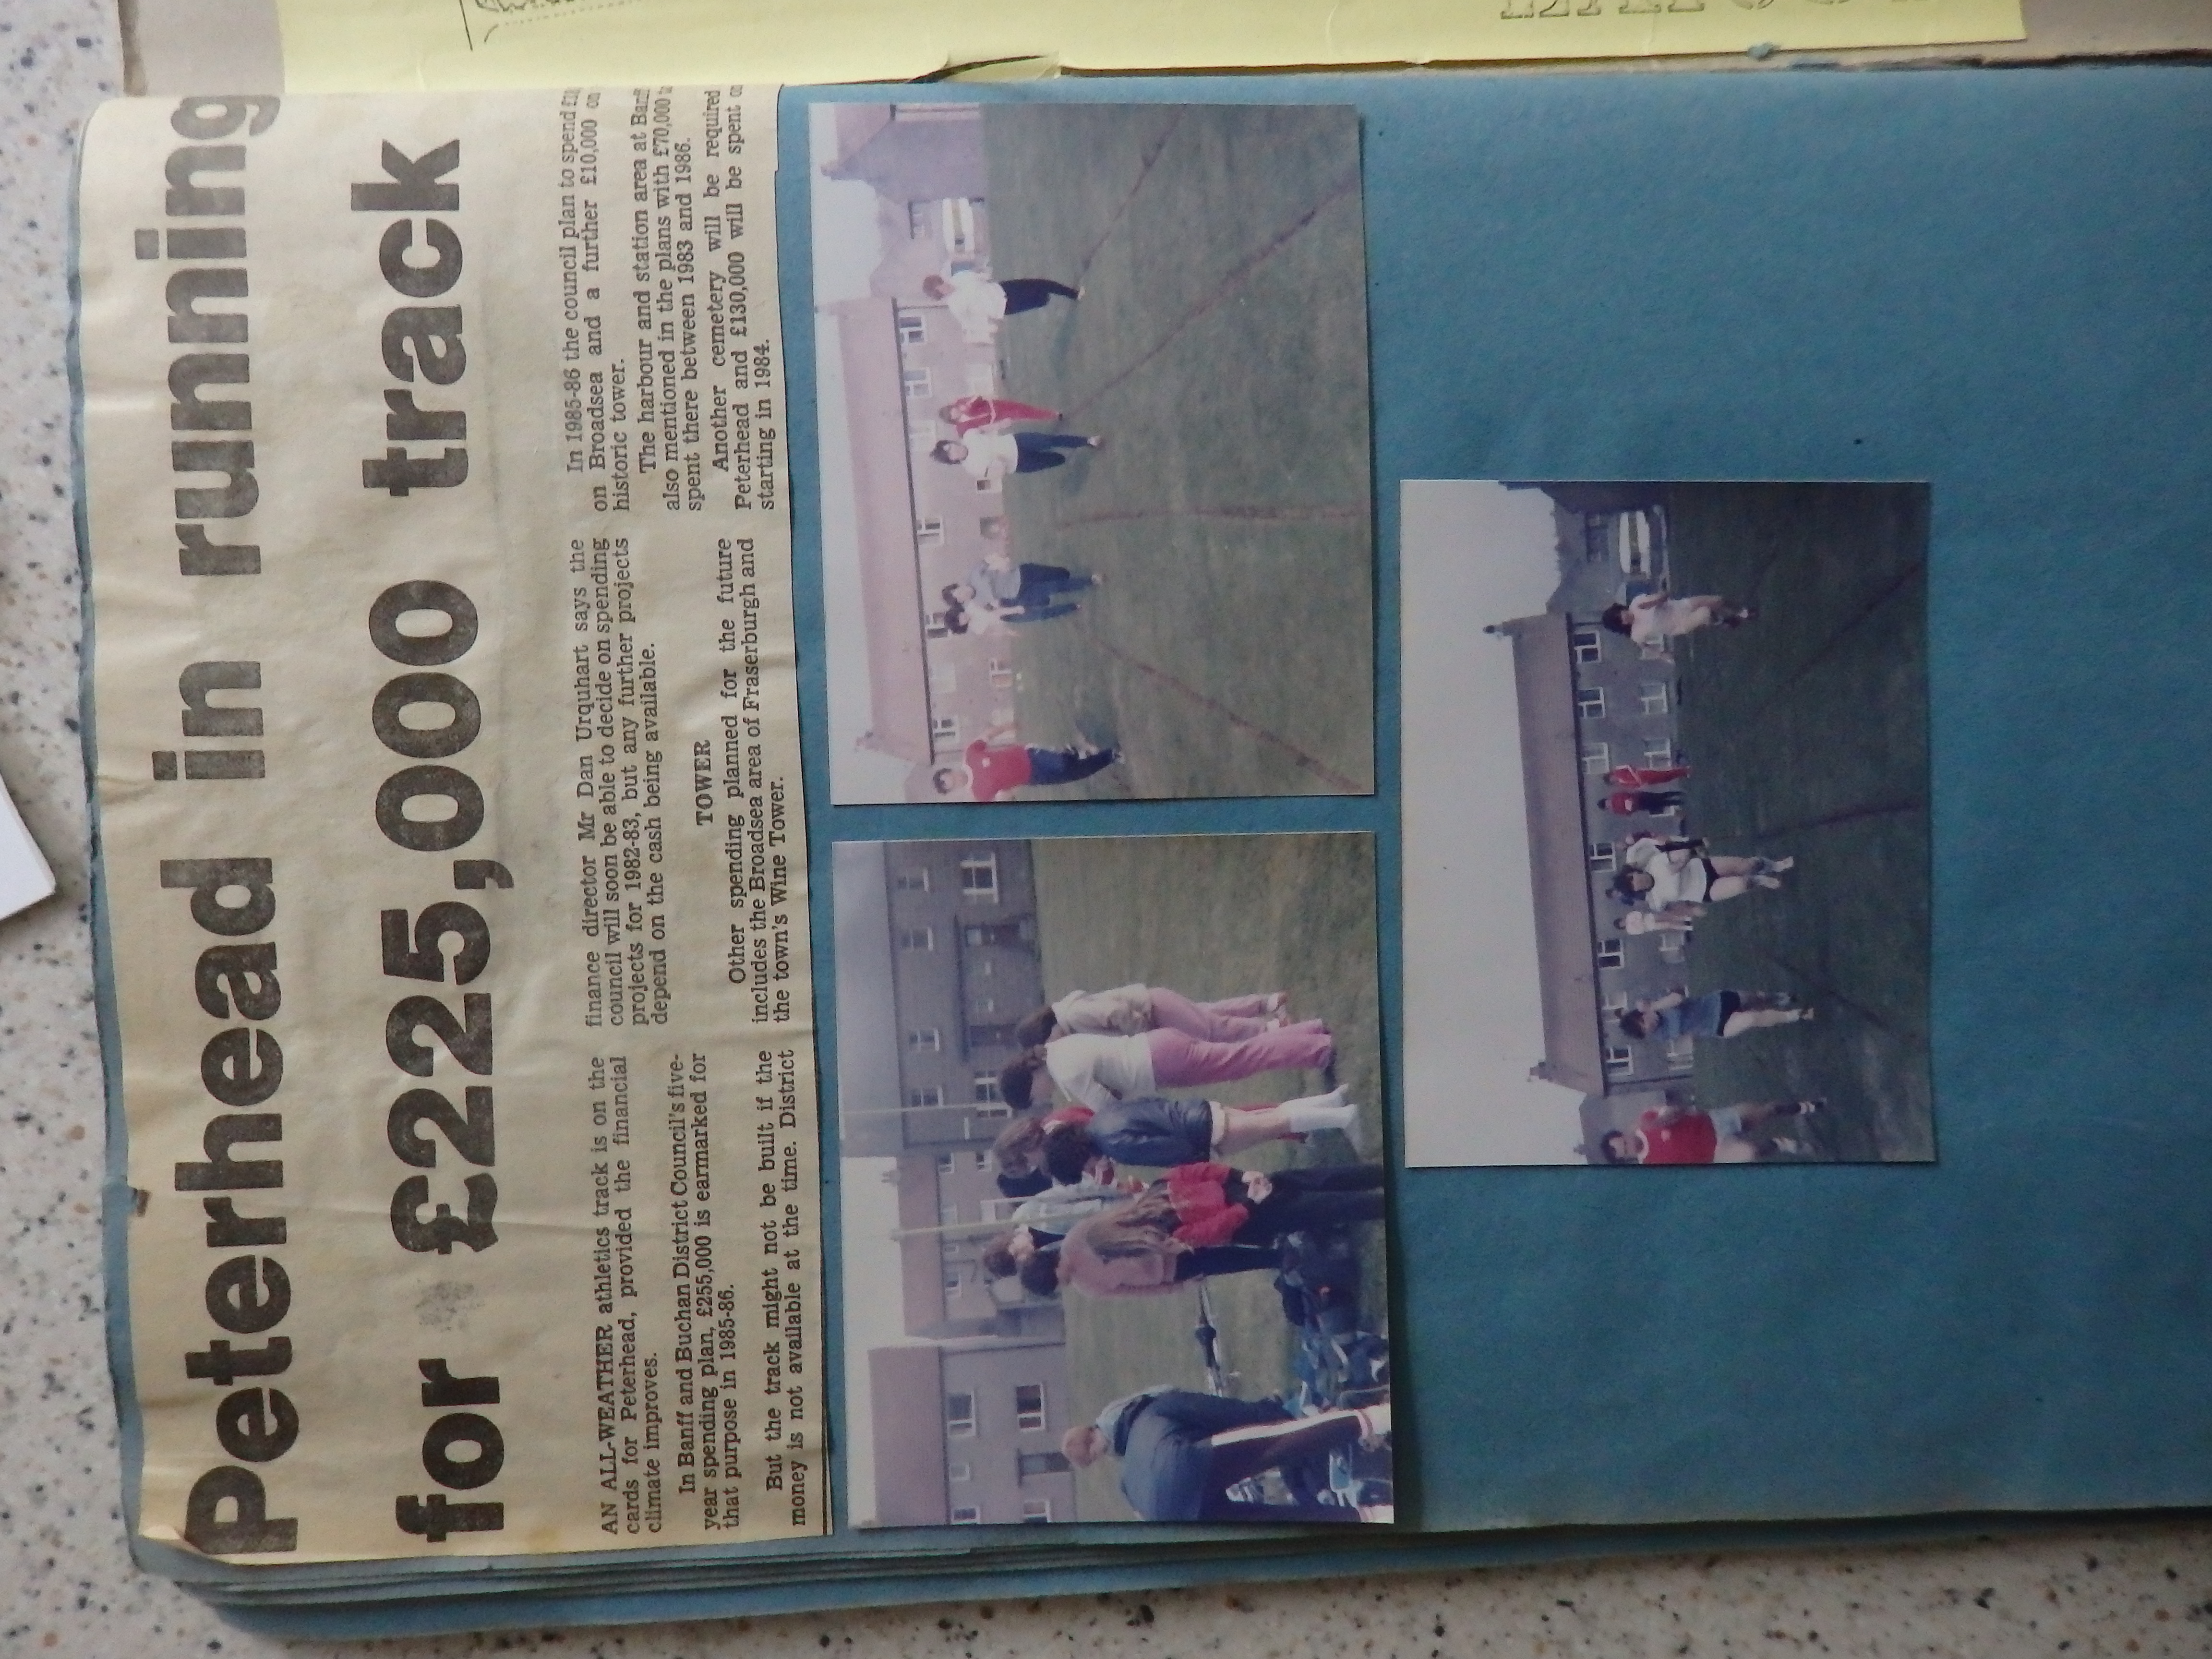 Peterhead in running
for £225,000 track
AN ALL-WEATHER athletics track is on the
cards for Peterhead, provided the financial
climate improves.
In Banff and Buchan District Council's five-
year spending plan, £255,000 is earmarked for
that purpose in 1985-86.
But the track might not be built if the
money is not available at the time. District
finance director Mr Dan Urquhart says the
council will soon be able to decide on spending
projects for 1982-83, but any further projects
depend on the cash being available.
TOWER
Other spending planned for the future
includes the Broadsea area of Fraserburgh and
the town's Wine Tower.
In 1985-86 the council plan to spend
on Broadsea and a further £10,000 on
historic tower.
The harbour and station area at Banff
also mentioned in the plans with £70,000 to
spent there between 1983 and 1986.
Another cemetery will be required
Peterhead and £130,000 will be spent on
starting in 1984.